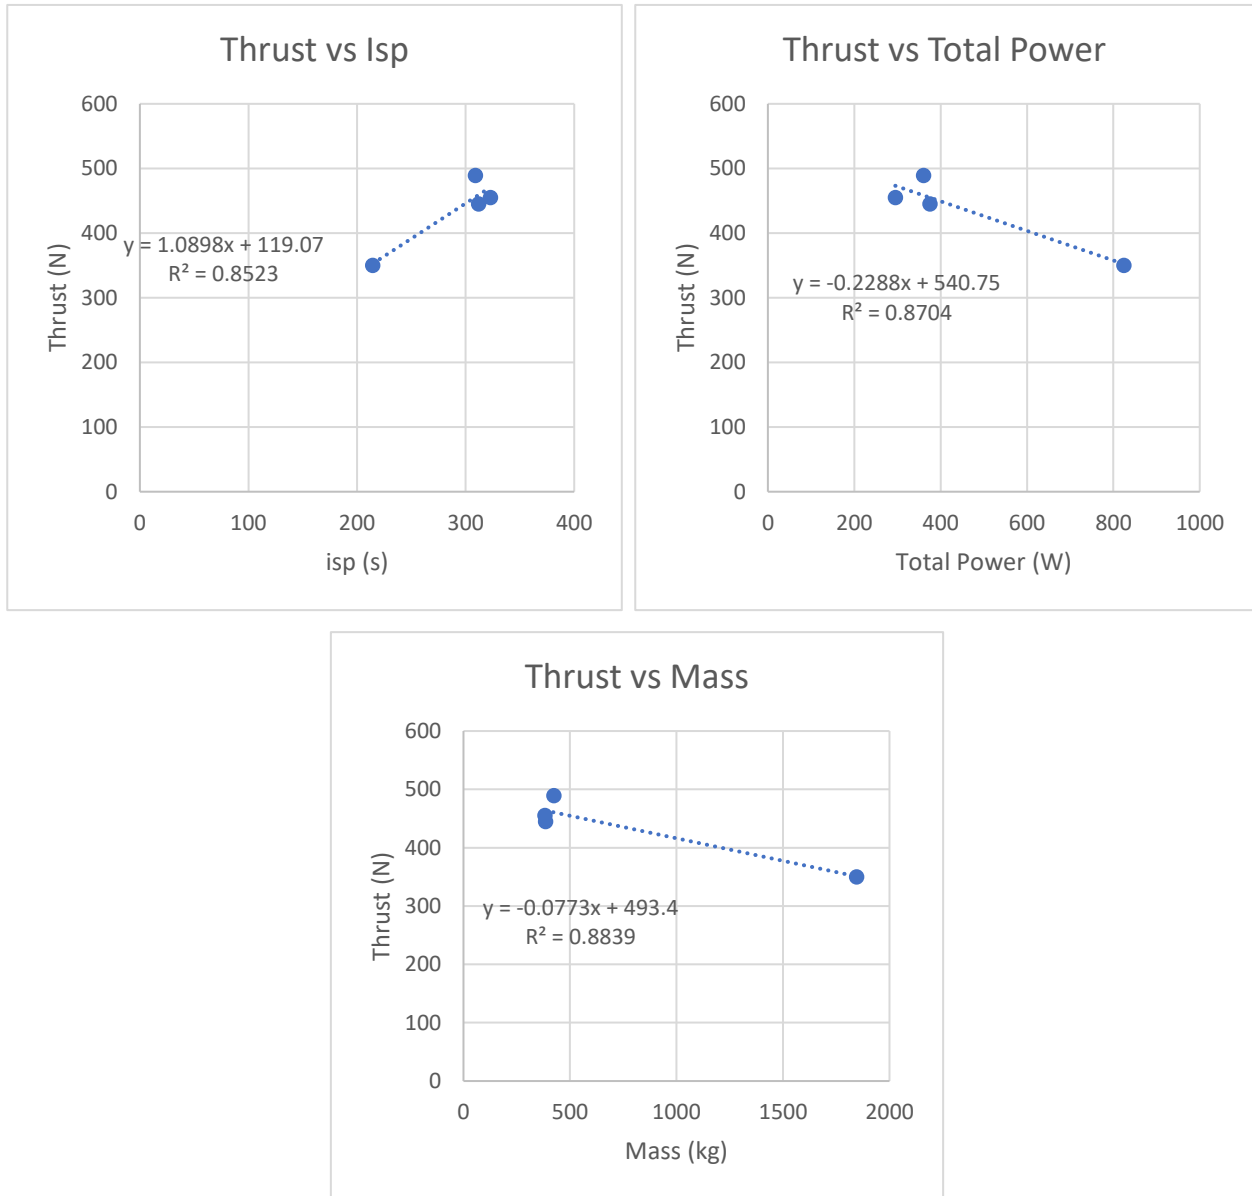 Thrust vs Isp
600
500
400
300
200
100
0
Thrust (N)
y = 1.0898x + 119.07
R² = 0.8523
0 100 200 300 400
isp (s)
Thrust vs Total Power
600
500
400
300
200
100
0
Thrust (N)
y = -0.2288x + 540.75
R² = 0.8704
0 200 400 600 800 1000
Total Power (W)
Thrust vs Mass
600
500
400
300
200
100
0
Thrust (N)
y = -0.0773x + 493.4
R² = 0.8839
0 500 1000 1500 2000
Mass (kg)